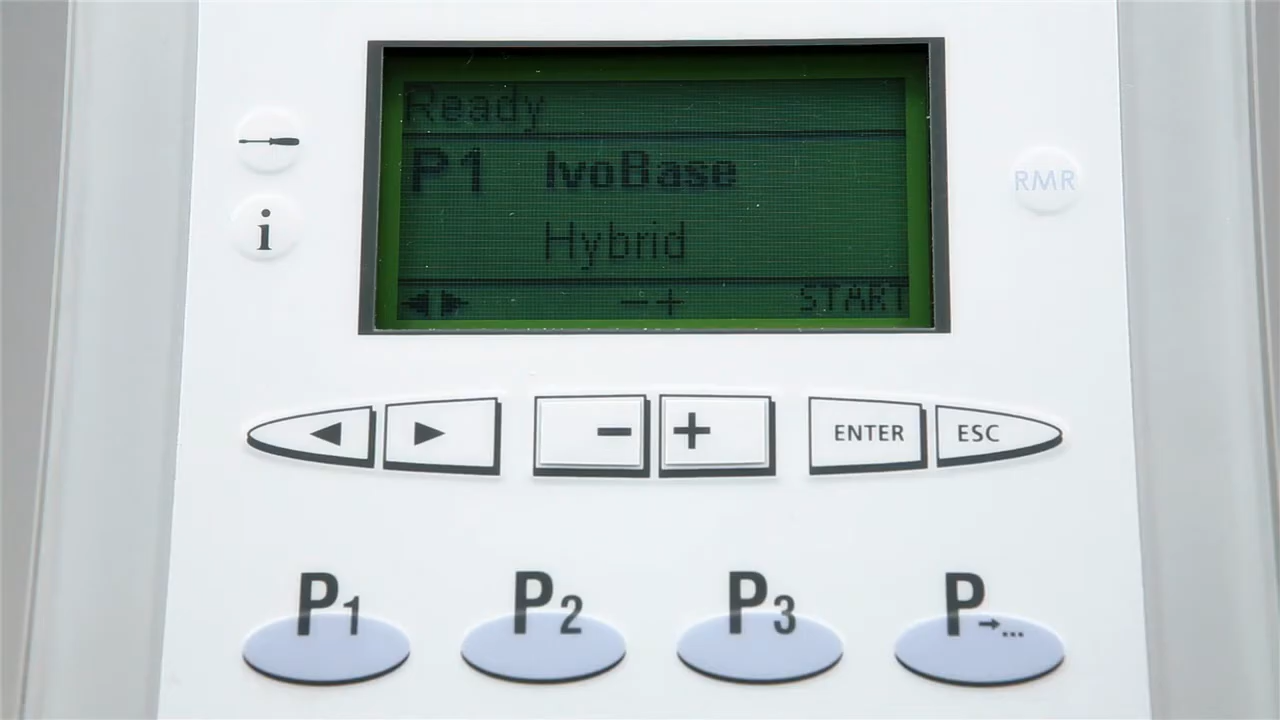 Ready
P1 IvoBase
Hybrid
◀▶ −+ START
i
RMR
◀ ▶ − + ENTER ESC
P1 P2 P3 P→...